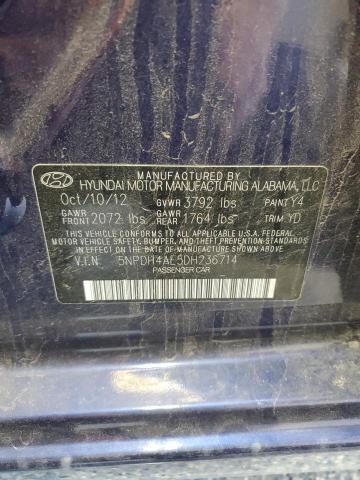 MANUFACTURED BY
HYUNDAI MOTOR MANUFACTURING ALABAMA, LLC
Oct/10/12 GVWR 3792 lbs PAINT Y4
GAWR FRONT 2072 lbs GAWR REAR 1764 lbs TRIM YD
THIS VEHICLE CONFORMS TO ALL APPLICABLE U.S.A. FEDERAL
MOTOR VEHICLE SAFETY, BUMPER, AND THEFT PREVENTION STANDARDS
IN EFFECT ON THE DATE OF MANUFACTURE SHOWN ABOVE.
V.I.N. 5NPDH4AE5DH236714
PASSENGER CAR